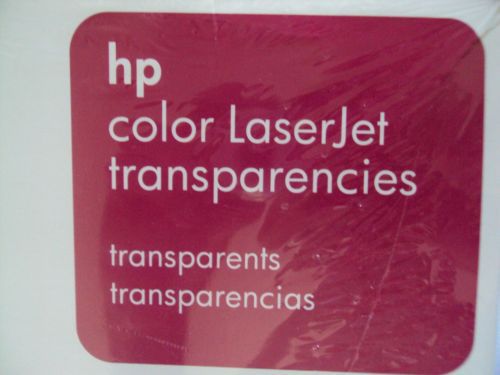 hp
color LaserJet
transparencies
transparents
transparencias